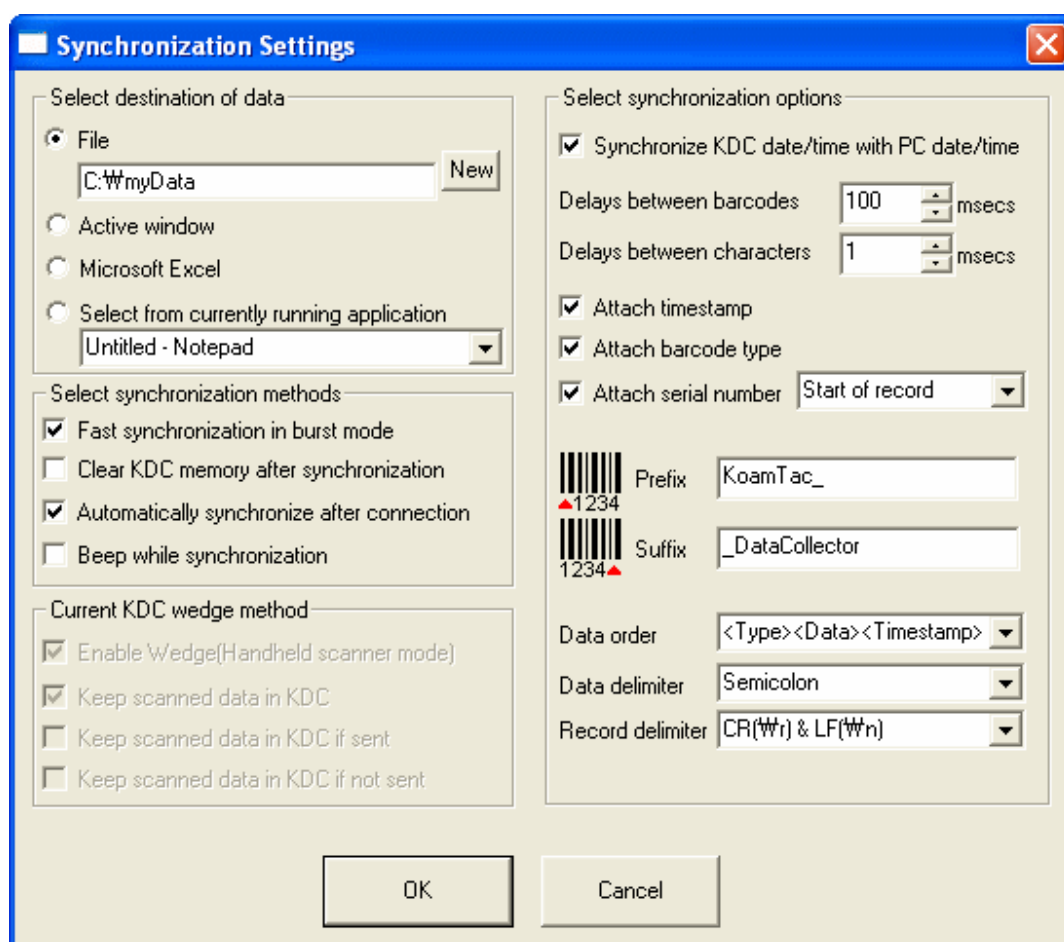 Synchronization Settings
Select destination of data
File
C:₩myData
New
Active window
Microsoft Excel
Select from currently running application
Untitled - Notepad
Select synchronization methods
Fast synchronization in burst mode
Clear KDC memory after synchronization
Automatically synchronize after connection
Beep while synchronization
Current KDC wedge method
Enable Wedge(Handheld scanner mode)
Keep scanned data in KDC
Keep scanned data in KDC if sent
Keep scanned data in KDC if not sent
Select synchronization options
Synchronize KDC date/time with PC date/time
Delays between barcodes 100 msecs
Delays between characters 1 msecs
Attach timestamp
Attach barcode type
Attach serial number Start of record
1234 Prefix KoamTac_
1234 Suffix _DataCollector
Data order <Type><Data><Timestamp>
Data delimiter Semicolon
Record delimiter CR(₩r) & LF(₩n)
OK Cancel